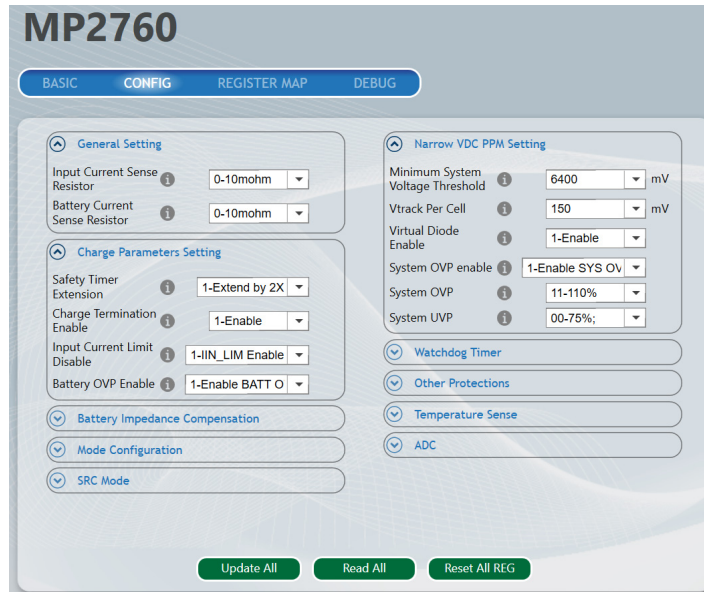 MP2760
BASIC CONFIG REGISTER MAP DEBUG
General Setting
Input Current Sense
Resistor
0-10mohm
Battery Current
Sense Resistor
0-10mohm
Charge Parameters Setting
Safety Timer
Extension
1-Extend by 2X
Charge Termination
Enable
1-Enable
Input Current Limit
Disable
1-IIN_LIM Enable
Battery OVP Enable
1-Enable BATT O
Battery Impedance Compensation
Mode Configuration
SRC Mode
Narrow VDC PPM Setting
Minimum System
Voltage Threshold
6400 mV
Vtrack Per Cell
150 mV
Virtual Diode
Enable
1-Enable
System OVP enable
1-Enable SYS OV
System OVP
11-110%
System UVP
00-75%;
Watchdog Timer
Other Protections
Temperature Sense
ADC
Update All Read All Reset All REG